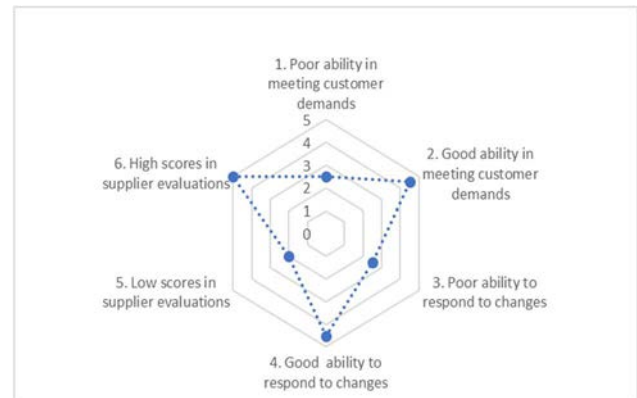 1. Poor ability in
meeting customer
demands
5
4
3
2
1
0
2. Good ability in
meeting customer
demands
3. Poor ability to
respond to changes
4. Good  ability to
respond to changes
5. Low scores in
supplier evaluations
6. High scores in
supplier evaluations